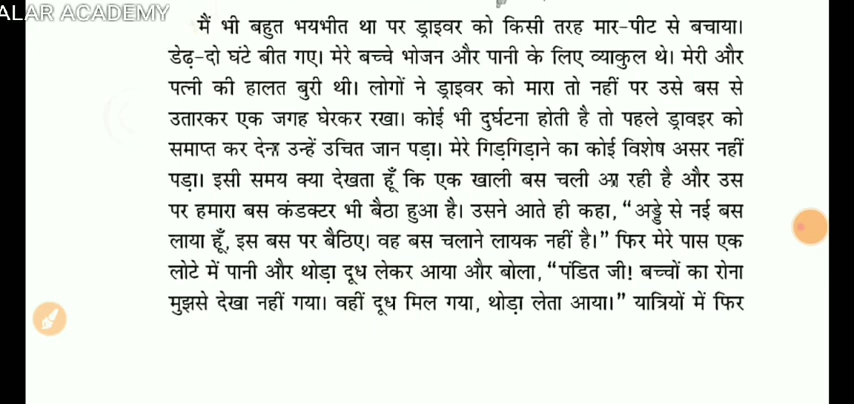 ALAR ACADEMY
मैं भी बहुत भयभीत था पर ड्राइवर को किसी तरह मार-पीट से बचाया।
डेढ़-दो घंटे बीत गए। मेरे बच्चे भोजन और पानी के लिए व्याकुल थे। मेरी और
पत्नी की हालत बुरी थी। लोगों ने ड्राइवर को मारा तो नहीं पर उसे बस से
उतारकर एक जगह घेरकर रखा। कोई भी दुर्घटना होती है तो पहले ड्रावइर को
समाप्त कर देना उन्हें उचित जान पड़ा। मेरे गिड़गिड़ाने का कोई विशेष असर नहीं
पड़ा। इसी समय क्या देखता हूँ कि एक खाली बस चली आ रही है और उस
पर हमारा बस कंडक्टर भी बैठा हुआ है। उसने आते ही कहा, “अड्डे से नई बस
लाया हूँ, इस बस पर बैठिए। वह बस चलाने लायक नहीं है।” फिर मेरे पास एक
लोटे में पानी और थोड़ा दूध लेकर आया और बोला, “पंडित जी! बच्चों का रोना
मुझसे देखा नहीं गया। वहीं दूध मिल गया, थोड़ा लेता आया।” यात्रियों में फिर